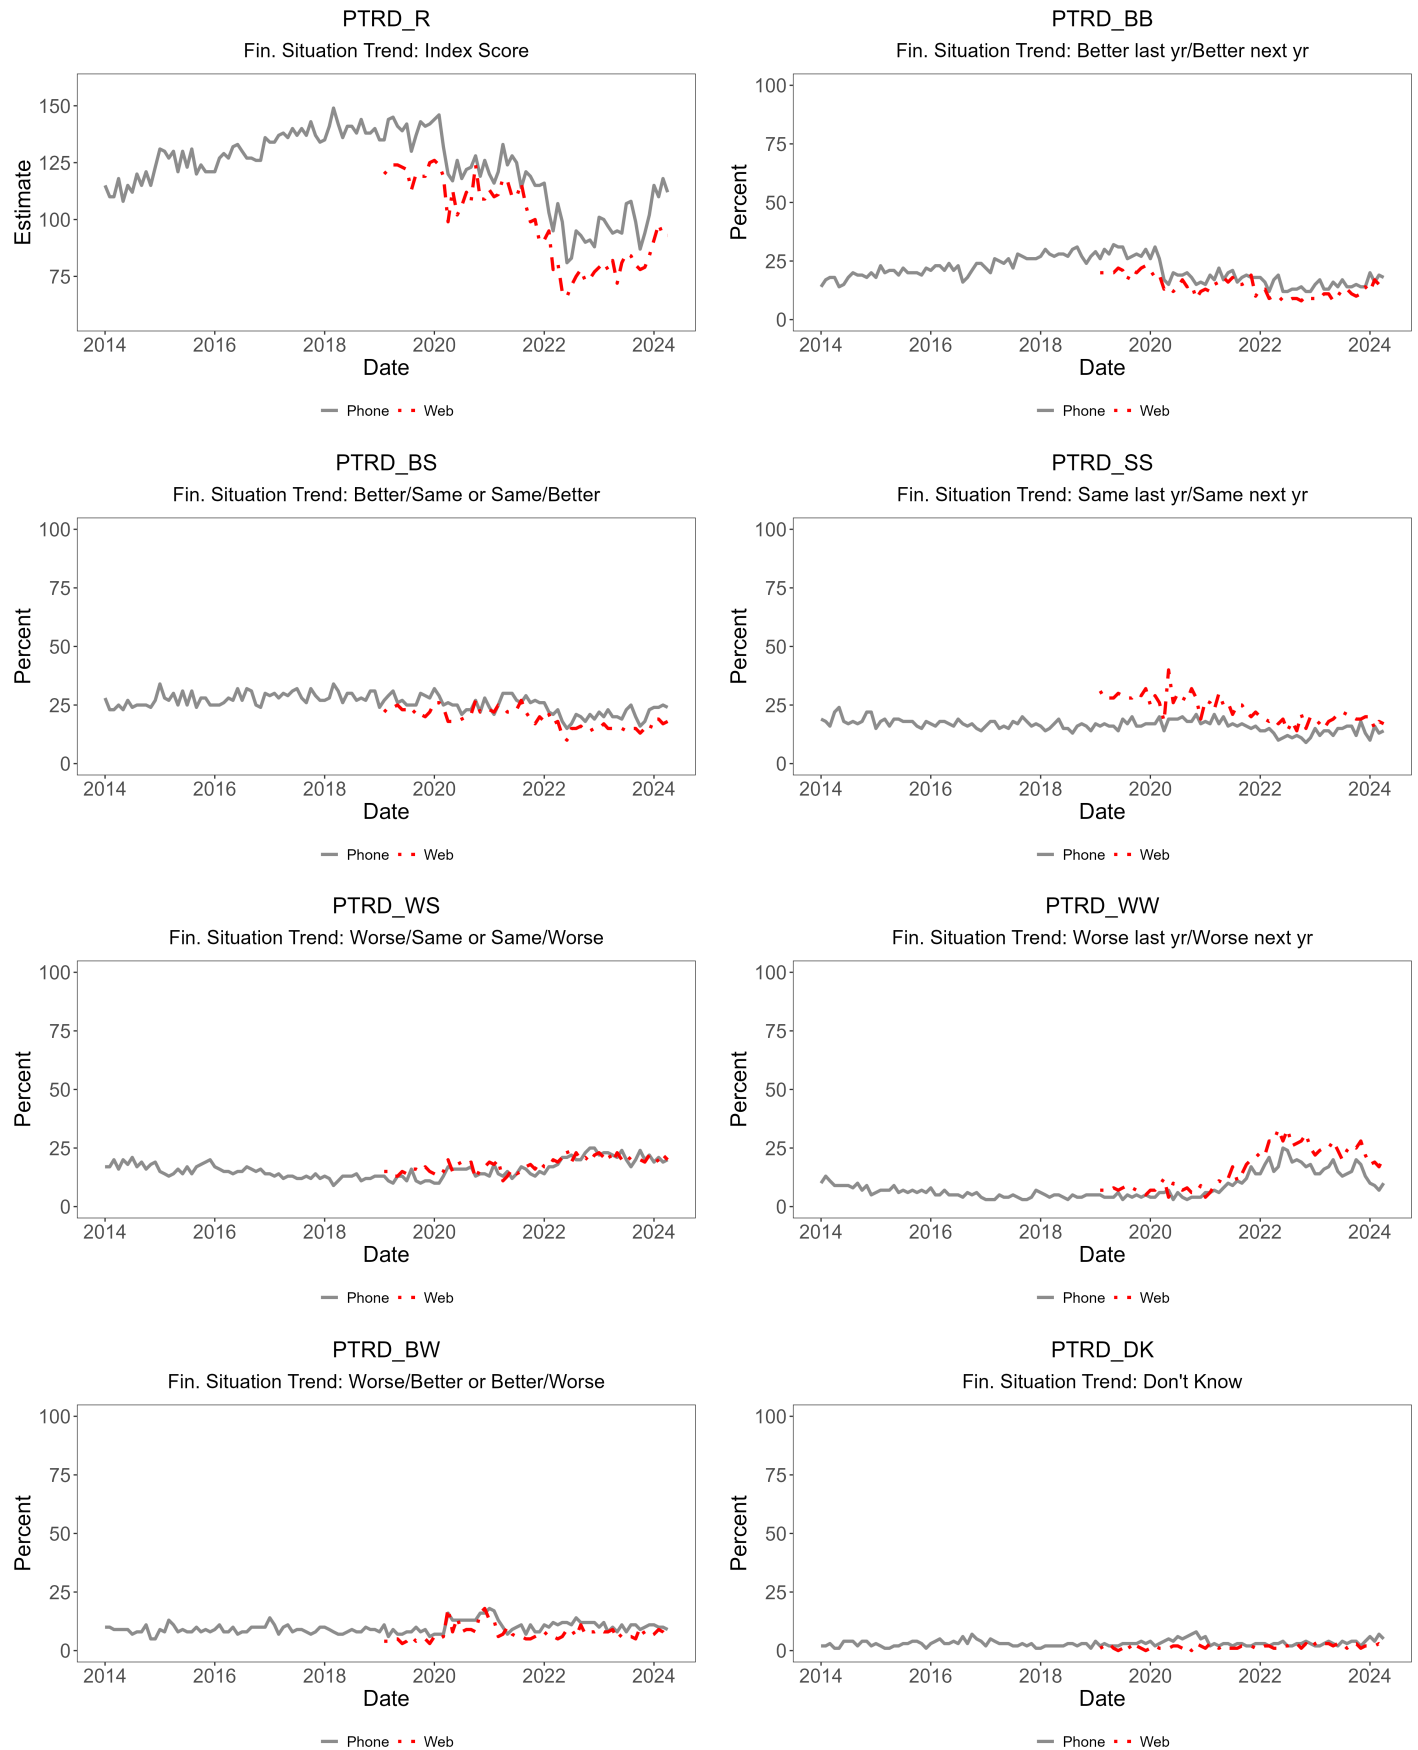 PTRD_R
Fin. Situation Trend: Index Score
Estimate
150
125
100
75
2014 2016 2018 2020 2022 2024
Date
Phone Web
PTRD_BB
Fin. Situation Trend: Better last yr/Better next yr
Percent
100
75
50
25
0
2014 2016 2018 2020 2022 2024
Date
Phone Web
PTRD_BS
Fin. Situation Trend: Better/Same or Same/Better
Percent
100
75
50
25
0
2014 2016 2018 2020 2022 2024
Date
Phone Web
PTRD_SS
Fin. Situation Trend: Same last yr/Same next yr
Percent
100
75
50
25
0
2014 2016 2018 2020 2022 2024
Date
Phone Web
PTRD_WS
Fin. Situation Trend: Worse/Same or Same/Worse
Percent
100
75
50
25
0
2014 2016 2018 2020 2022 2024
Date
Phone Web
PTRD_WW
Fin. Situation Trend: Worse last yr/Worse next yr
Percent
100
75
50
25
0
2014 2016 2018 2020 2022 2024
Date
Phone Web
PTRD_BW
Fin. Situation Trend: Worse/Better or Better/Worse
Percent
100
75
50
25
0
2014 2016 2018 2020 2022 2024
Date
Phone Web
PTRD_DK
Fin. Situation Trend: Don't Know
Percent
100
75
50
25
0
2014 2016 2018 2020 2022 2024
Date
Phone Web